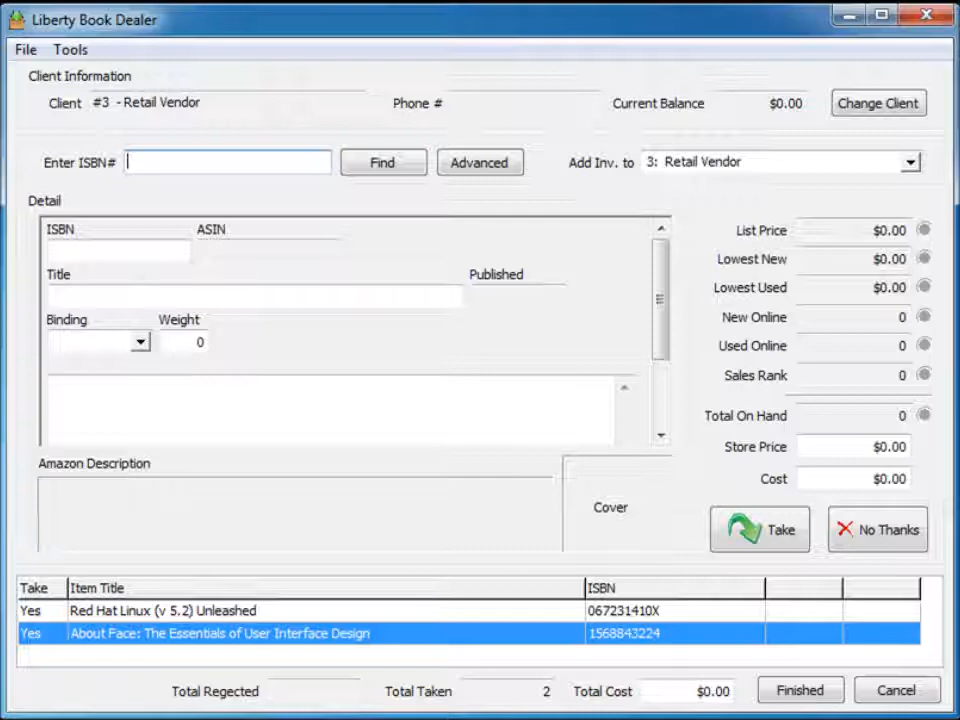 Liberty Book Dealer
File Tools
Client Information
Client #3 - Retail Vendor Phone # Current Balance $0.00 Change Client
Enter ISBN# Find Advanced Add Inv. to 3: Retail Vendor
Detail
ISBN ASIN
List Price $0.00
Lowest New $0.00
Title Published
Lowest Used $0.00
Binding Weight
New Online 0
0
Used Online 0
Sales Rank 0
Total On Hand 0
Store Price $0.00
Amazon Description
Cost $0.00
Cover
Take No Thanks
Take Item Title ISBN
Yes Red Hat Linux (v 5.2) Unleashed 067231410X
Yes About Face: The Essentials of User Interface Design 1568843224
Total Regected Total Taken 2 Total Cost $0.00 Finished Cancel